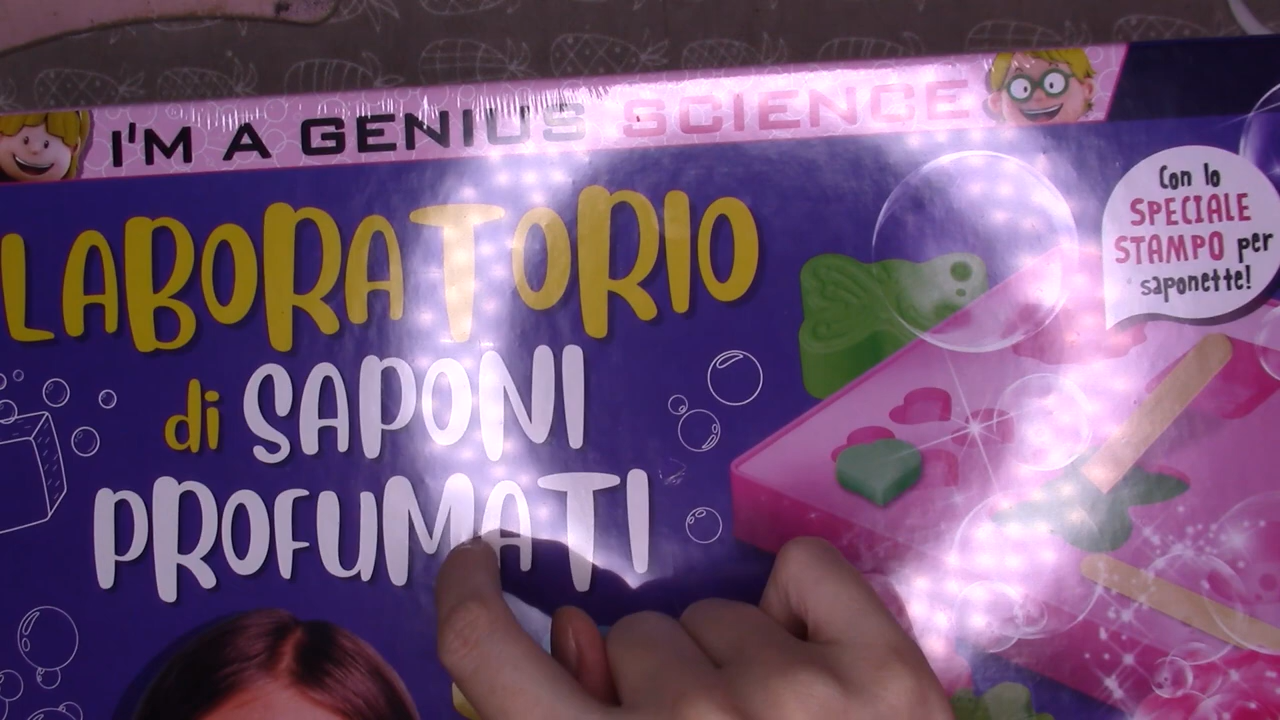 I'M A GENIUS SCIENCE
LABORATORIO
di SAPONI
PROFUMATI
Con lo
SPECIALE
STAMPO per
saponette!